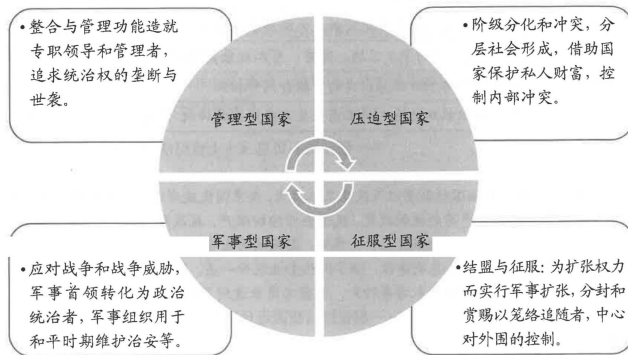 •整合与管理功能造就
专职领导和管理者，
追求统治权的垄断与
世袭。
•阶级分化和冲突，分
层社会形成，借助国
家保护私人财富，控
制内部冲突。
管理型国家
压迫型国家
军事型国家
征服型国家
•应对战争和战争威胁，
军事首领转化为政治
统治者，军事组织用于
和平时期维护治安等。
•结盟与征服：为扩张权力
而实行军事扩张，分封和
赏赐以笼络追随者，中心
对外围的控制。